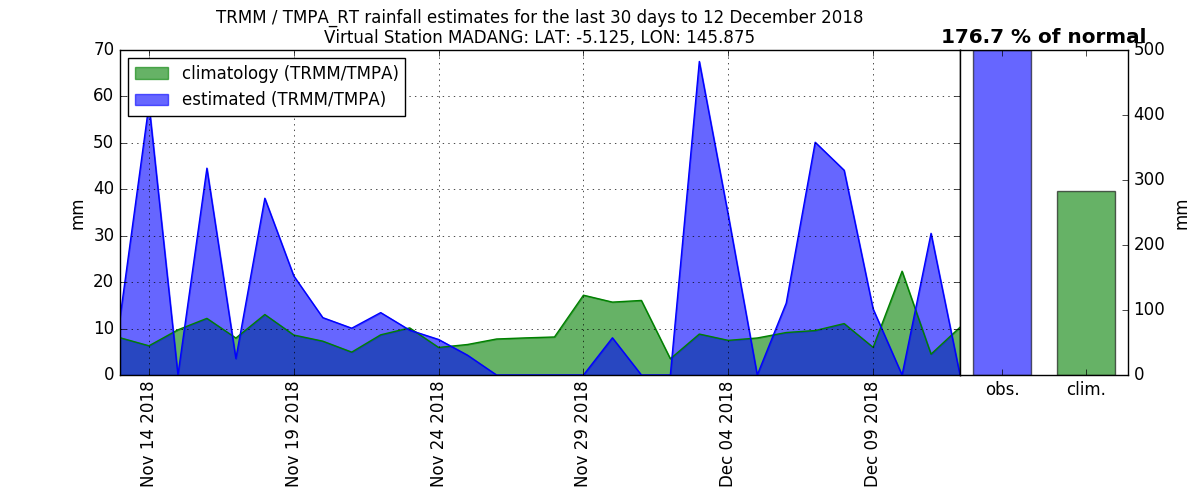 TRMM / TMPA_RT rainfall estimates for the last 30 days to 12 December 2018
Virtual Station MADANG: LAT: -5.125, LON: 145.875
176.7 % of normal
climatology (TRMM/TMPA)
estimated (TRMM/TMPA)
70
60
50
40
30
20
10
0
mm
Nov 14 2018
Nov 19 2018
Nov 24 2018
Nov 29 2018
Dec 04 2018
Dec 09 2018
500
400
300
200
100
0
mm
obs.
clim.